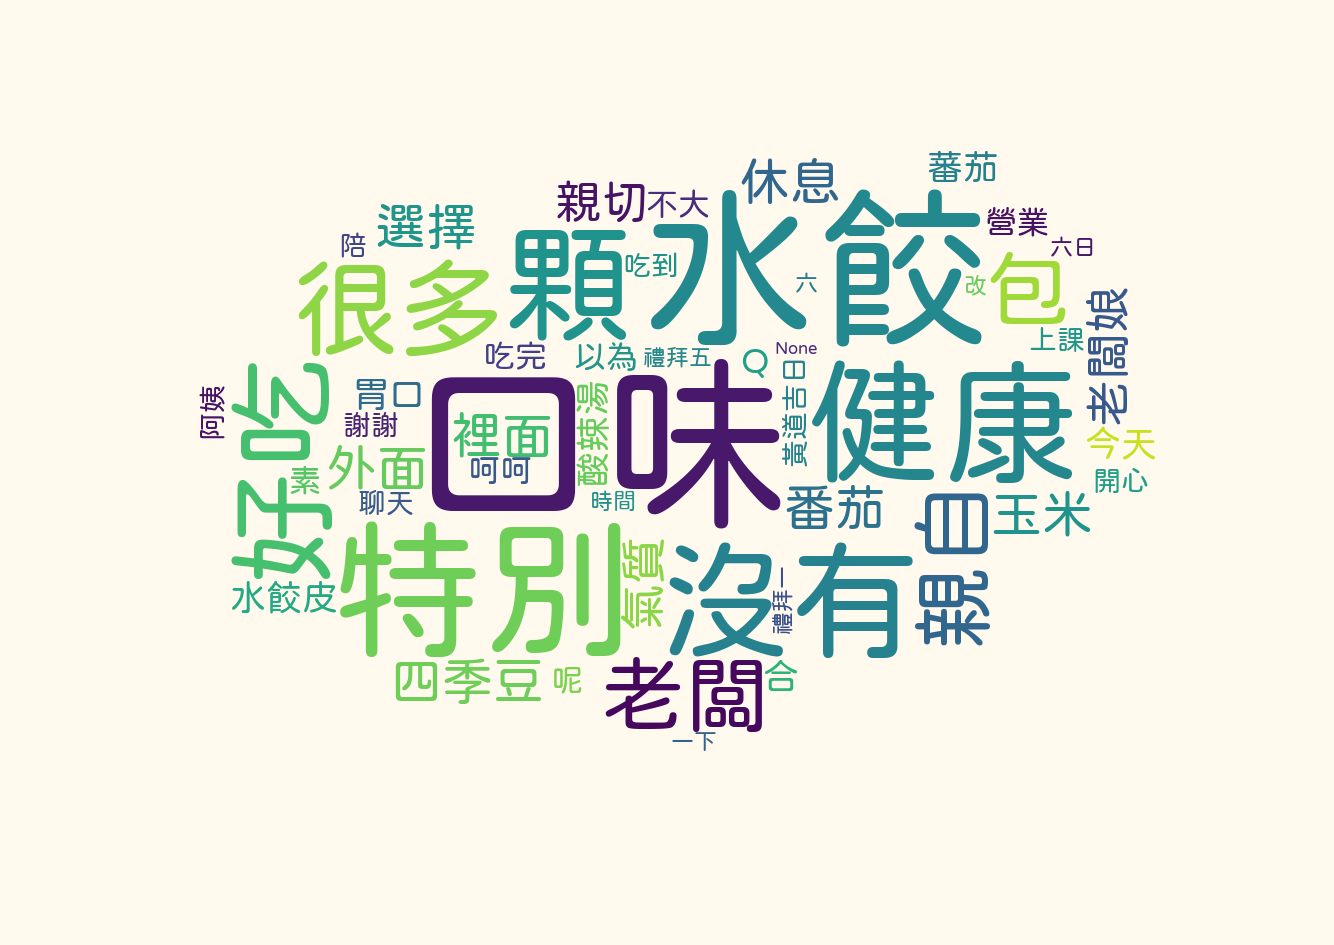 蕃茄
休息
親切
不大
水餃
營業
選擇
六日
陪
顆
吃到
包
很多
六
改
老闆娘
上課
吃完
以為
禮拜五
Q
None
好吃
阿姨
胃口
口味
裡面
呵呵
酸辣湯
黃道吉日
健康
謝謝
今天
外面
素
開心
聊天
時間
番茄
玉米
親自
水餃皮
特別
氣質
沒有
禮拜一
四季豆
呢
老闆
合
一下